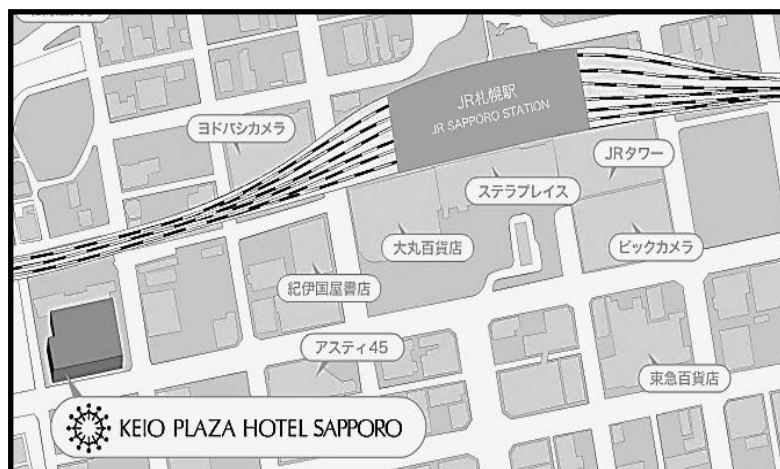 JR札幌駅
JR SAPPORO STATION
ヨドバシカメラ
JRタワー
ステラプレイス
大丸百貨店
ビックカメラ
紀伊国屋書店
アスティ45
東急百貨店
KEIO PLAZA HOTEL SAPPORO